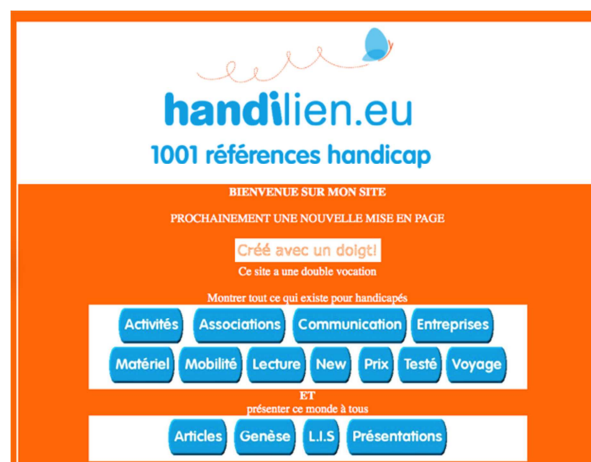 handilien.eu
1001 références handicap
BIENVENUE SUR MON SITE
PROCHAINEMENT UNE NOUVELLE MISE EN PAGE
Créé avec un doigt!
Ce site a une double vocation
Montrer tout ce qui existe pour handicapés
Activités Associations Communication Entreprises
Matériel Mobilité Lecture New Prix Testé Voyage
ET
présenter ce monde à tous
Articles Genèse L.I.S Présentations